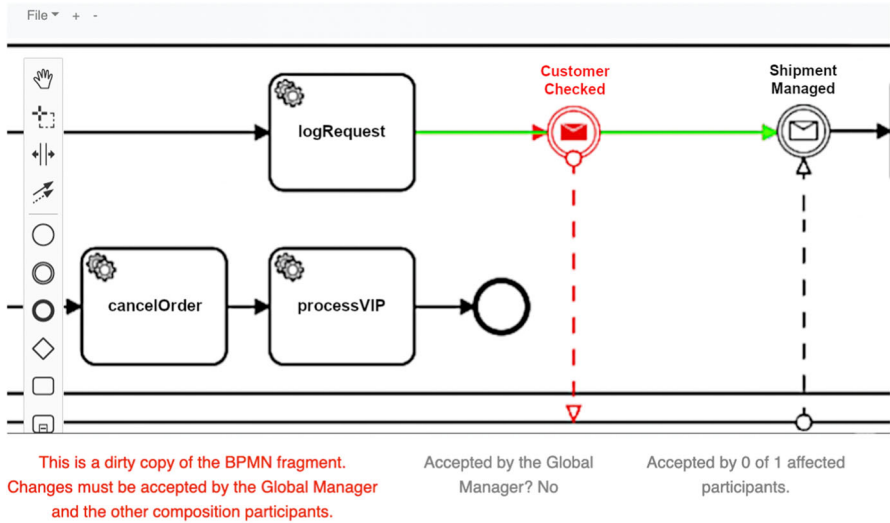 File + -
Customer
Checked
Shipment
Managed
logRequest
cancelOrder
processVIP
This is a dirty copy of the BPMN fragment.
Changes must be accepted by the Global Manager
and the other composition participants.
Accepted by the Global
Manager? No
Accepted by 0 of 1 affected
participants.